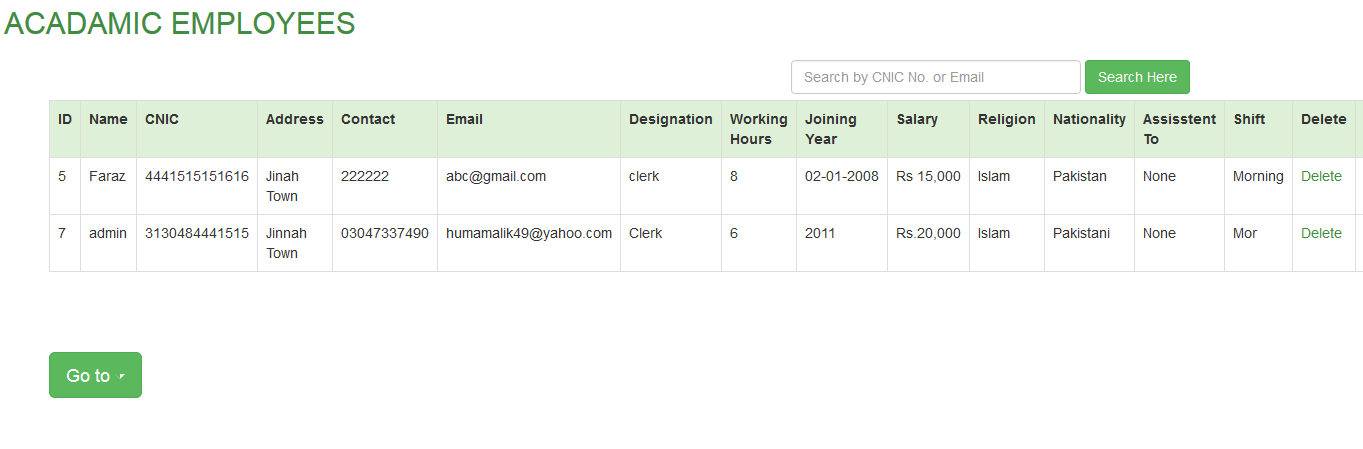 ACADAMIC EMPLOYEES
Search by CNIC No. or Email Search Here
ID Name CNIC Address Contact Email Designation Working Hours Joining Year Salary Religion Nationality Assisstent To Shift Delete
5 Faraz 4441515151616 Jinah Town 222222 abc@gmail.com clerk 8 02-01-2008 Rs 15,000 Islam Pakistan None Morning Delete
7 admin 3130484441515 Jinnah Town 03047337490 humamalik49@yahoo.com Clerk 6 2011 Rs.20,000 Islam Pakistani None Mor Delete
Go to